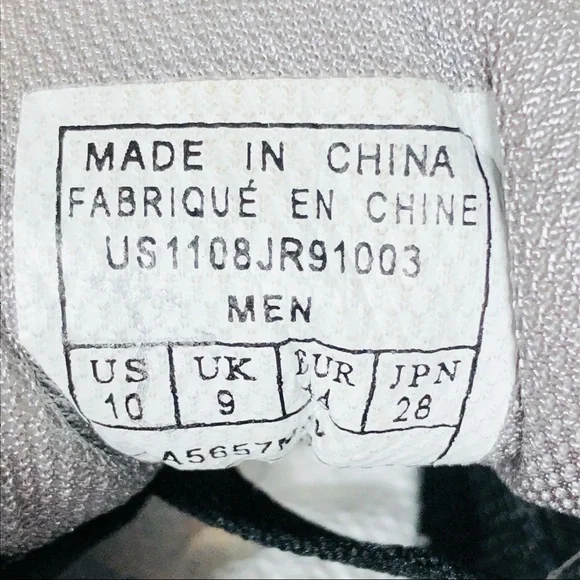 MADE IN CHINA
FABRIQUÉ EN CHINE
US1108JR91003
MEN
US UK EUR JPN
10 9 28